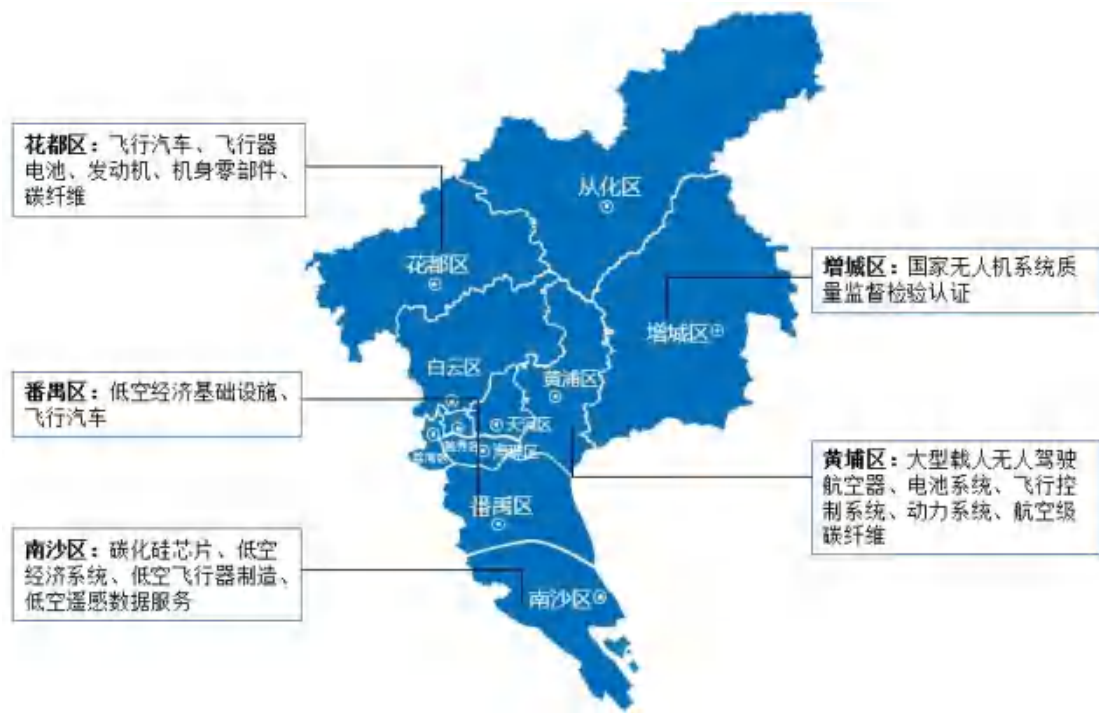 花都区：飞行汽车、飞行器
电池、发动机、机身零部件、
碳纤维
从化区
花都区
增城区：国家无人机系统质
量监督检验认证
增城区
白云区
黄浦区
番禺区：低空经济基础设施、
飞行汽车
天河区
越秀区
海珠区
荔湾区
黄埔区：大型载人无人驾驶
航空器、电池系统、飞行控
制系统、动力系统、航空级
碳纤维
番禹区
南沙区：碳化硅芯片、低空
经济系统、低空飞行器制造、
低空遥感数据服务
南沙区